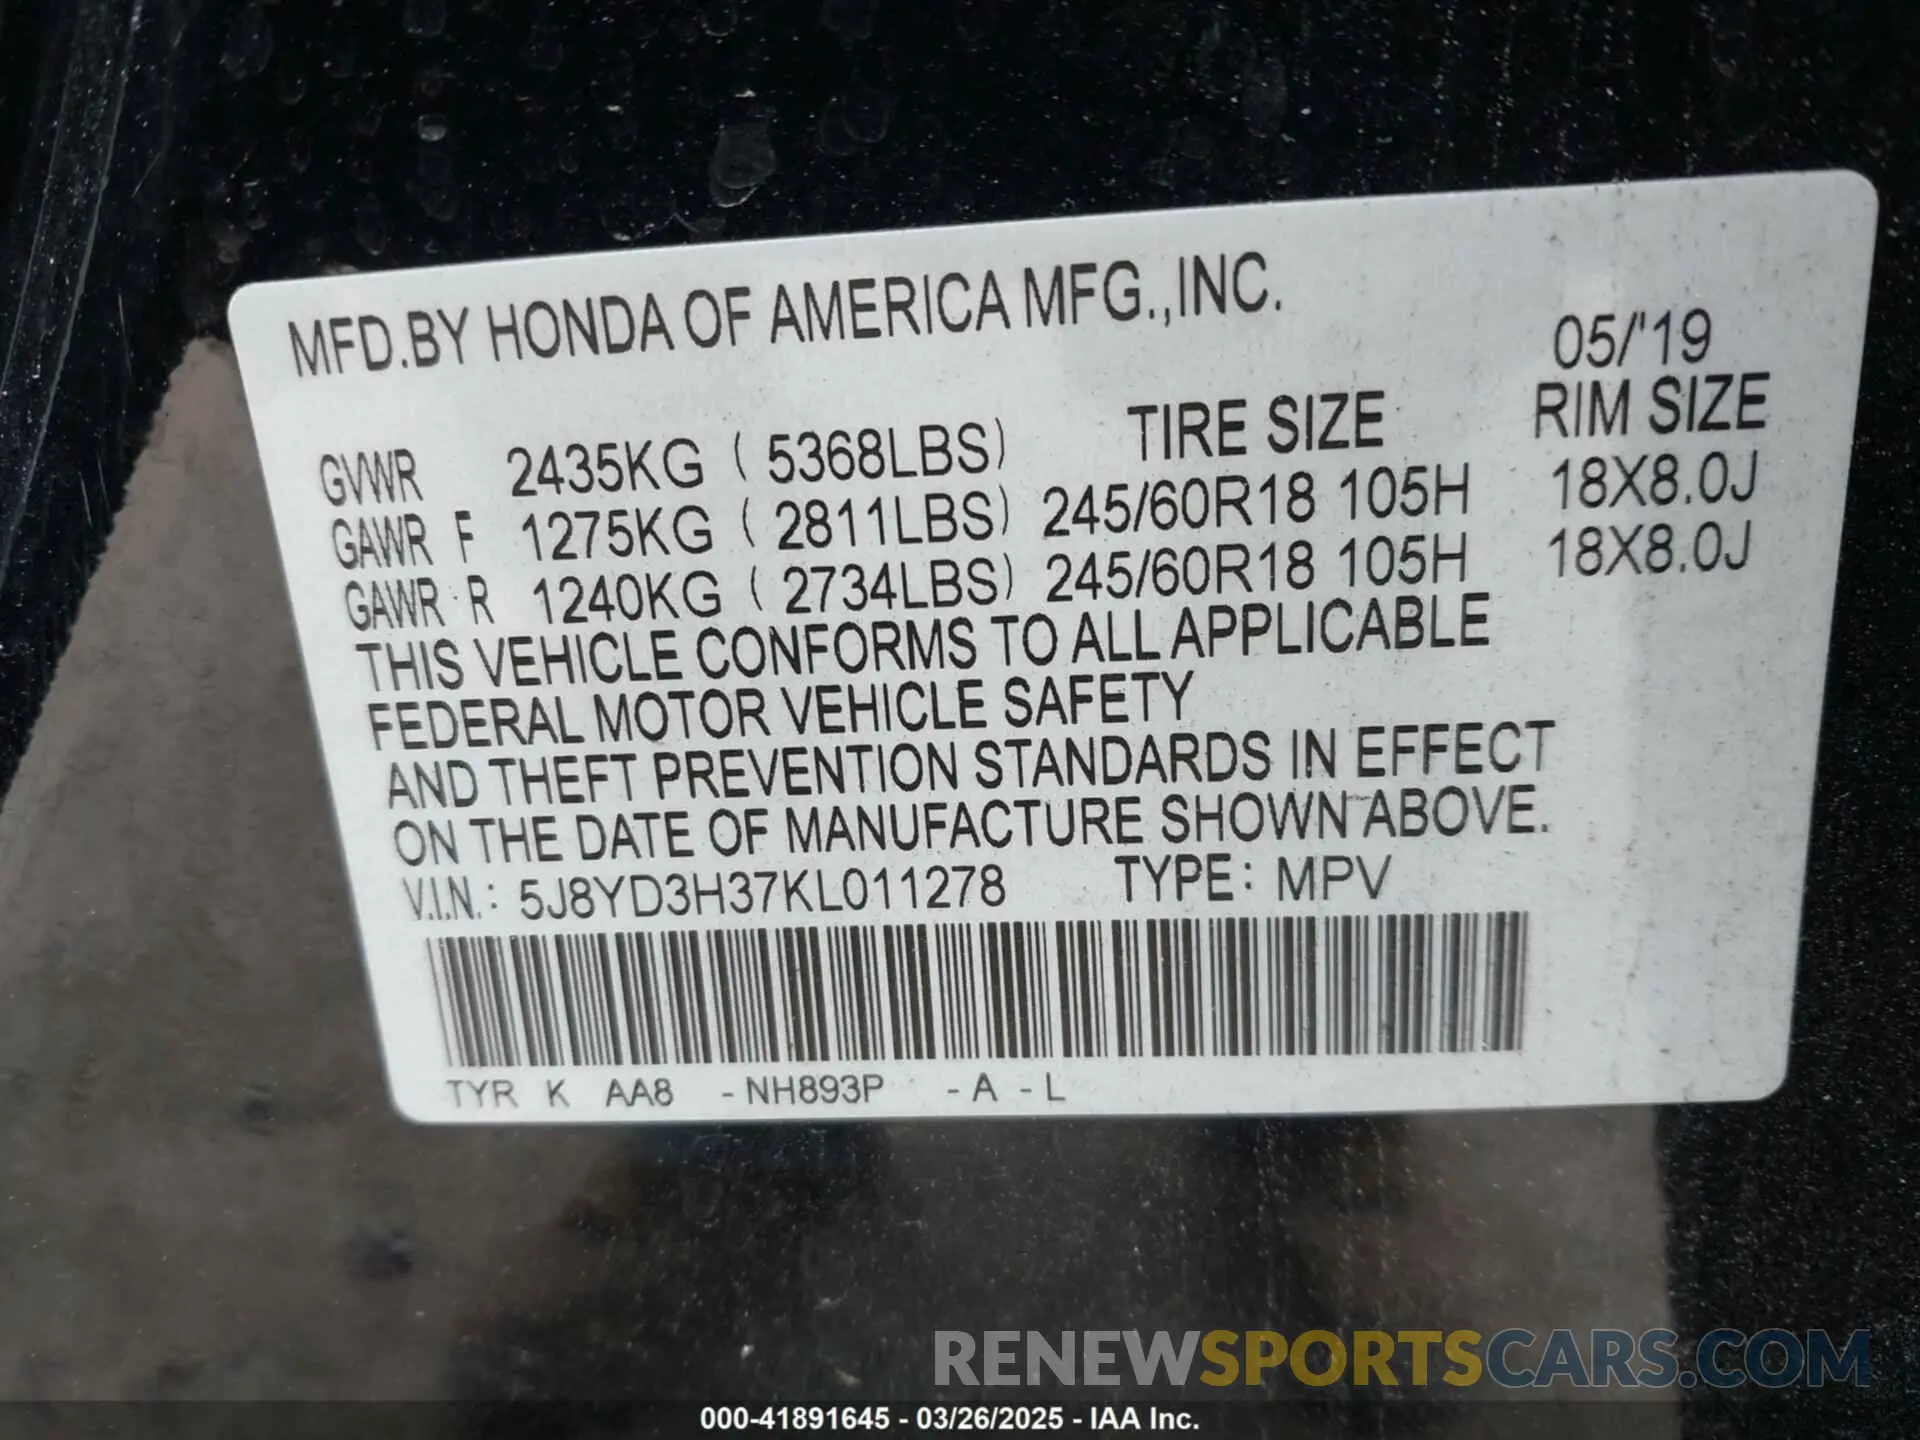 MFD.BY HONDA OF AMERICA MFG.,INC.
05/'19
TIRE SIZE RIM SIZE
GVWR 2435KG ( 5368LBS)
GAWR F 1275KG ( 2811LBS) 245/60R18 105H 18X8.0J
GAWR R 1240KG ( 2734LBS) 245/60R18 105H 18X8.0J
THIS VEHICLE CONFORMS TO ALL APPLICABLE
FEDERAL MOTOR VEHICLE SAFETY
AND THEFT PREVENTION STANDARDS IN EFFECT
ON THE DATE OF MANUFACTURE SHOWN ABOVE.
V.I.N.: 5J8YD3H37KL011278 TYPE: MPV
TYR K AA8 - NH893P - A - L
RENEWSPORTSCARS.COM
000-41891645 - 03/26/2025 - IAA Inc.